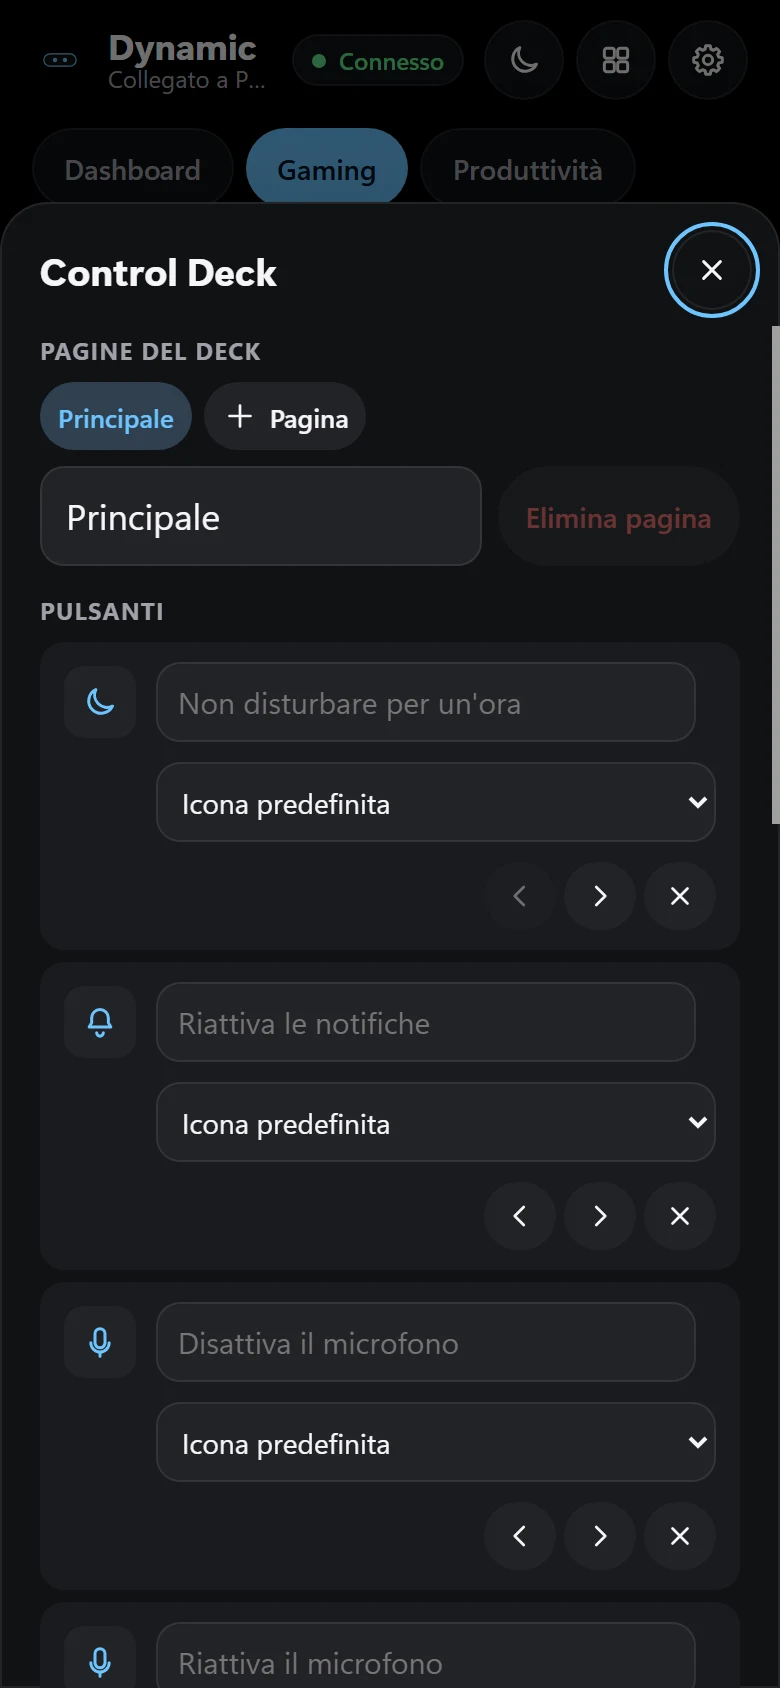 Dynamic
Collegato a P...
Connesso
Dashboard
Gaming
Produttività
Control Deck
PAGINE DEL DECK
Principale
Pagina
Principale
Elimina pagina
PULSANTI
Non disturbare per un'ora
Icona predefinita
Riattiva le notifiche
Icona predefinita
Disattiva il microfono
Icona predefinita
Riattiva il microfono